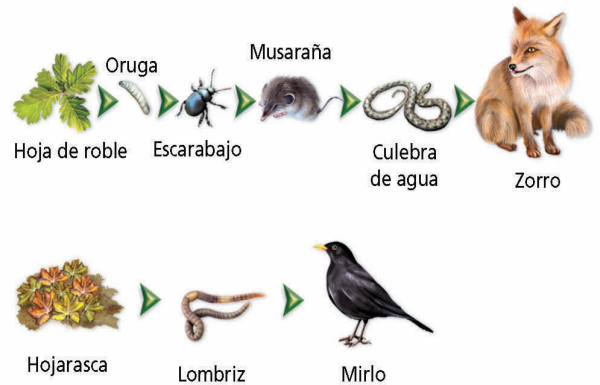 Hoja de roble
Oruga
Escarabajo
Musaraña
Culebra
de agua
Zorro
Hojarasca
Lombriz
Mirlo